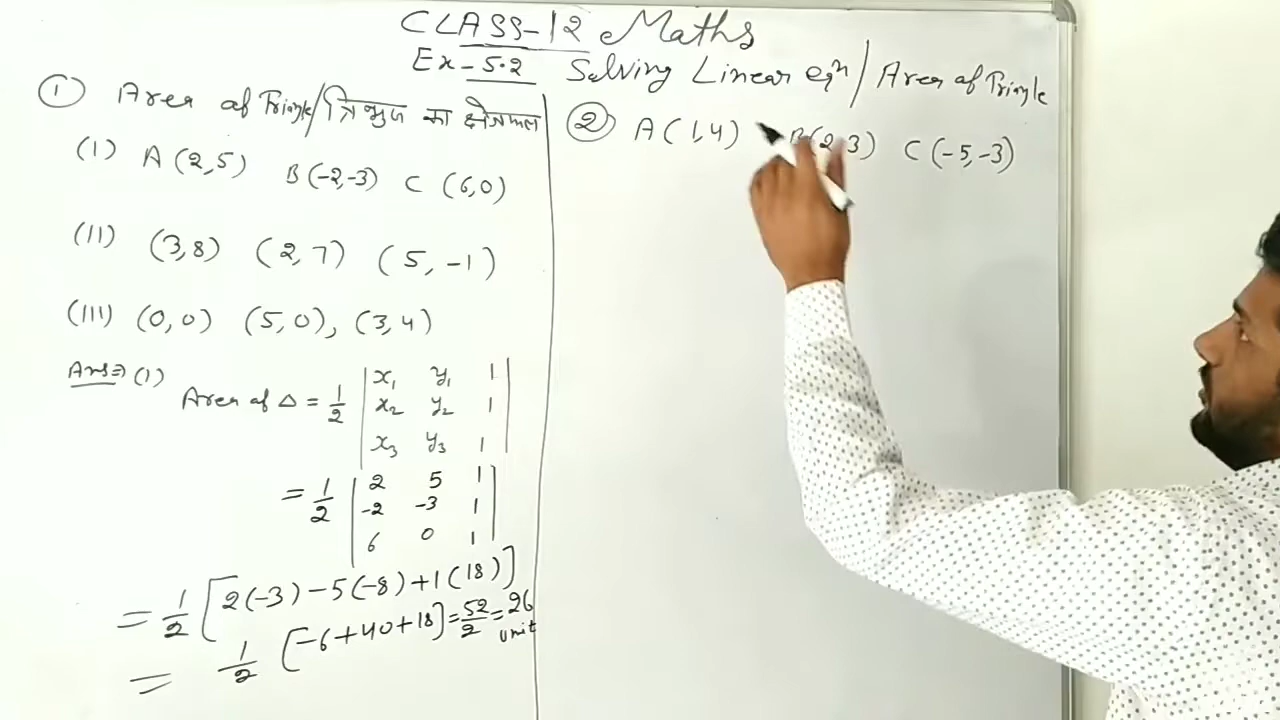 CLASS-12 Maths
Ex-5.2 Solving Linear eqⁿ/Area of Triangle
① Area of Triangle/त्रिभुज का क्षेत्रफल
(I) A(2,5) B(-2,-3) C (6,0)
(II) (3,8) (2,7) (5,-1)
(III) (0,0) (5,0), (3,4)
Ans⇒(1)
Area of Δ = 1/2 | x₁ y₁ 1 |
| x₂ y₂ 1 |
| x₃ y₃ 1 |
= 1/2 | 2 5 1 |
| -2 -3 1 |
| 6 0 1 |
= 1/2 [2(-3)-5(-8)+1(18)]
= 1/2 [-6+40+18] = 52/2 = 26
unit
② A(1,4) B(2,3) C(-5,-3)